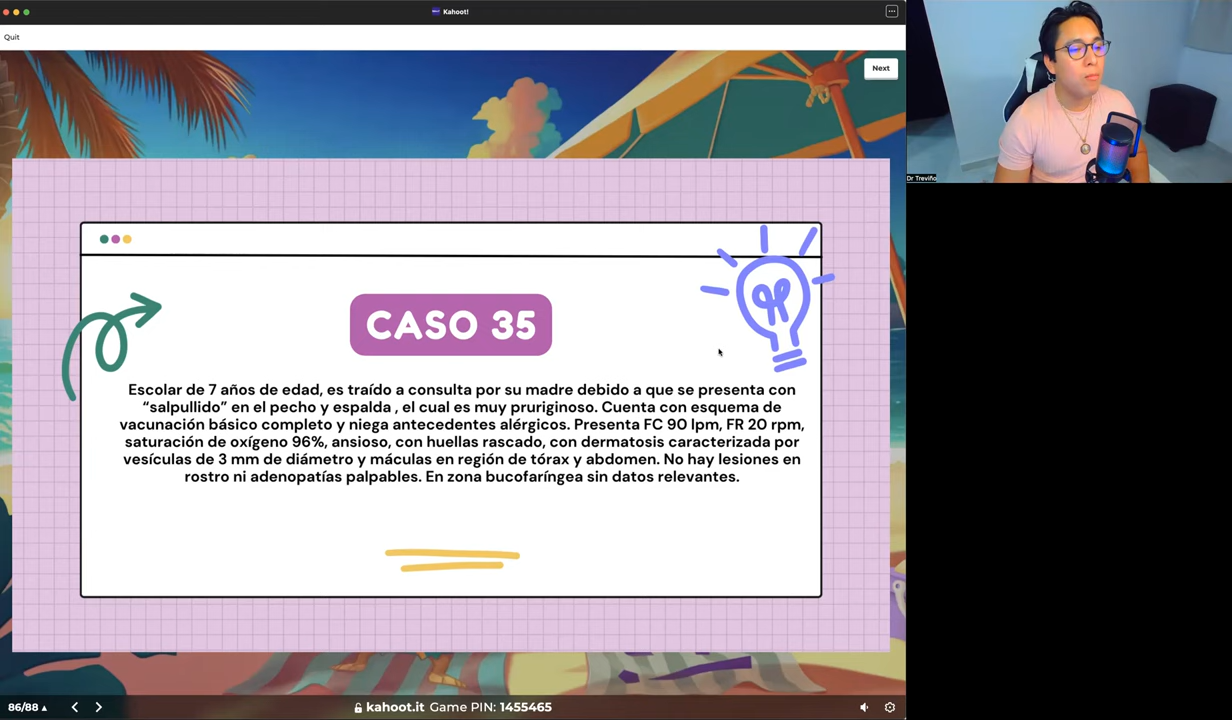 Kahoot!
Quit
Next
Dr Treviño
CASO 35
Escolar de 7 años de edad, es traído a consulta por su madre debido a que se presenta con
“salpullido” en el pecho y espalda , el cual es muy pruriginoso. Cuenta con esquema de
vacunación básico completo y niega antecedentes alérgicos. Presenta FC 90 lpm, FR 20 rpm,
saturación de oxígeno 96%, ansioso, con huellas rascado, con dermatosis caracterizada por
vesículas de 3 mm de diámetro y máculas en región de tórax y abdomen. No hay lesiones en
rostro ni adenopatías palpables. En zona bucofaríngea sin datos relevantes.
86/88
kahoot.it Game PIN: 1455465